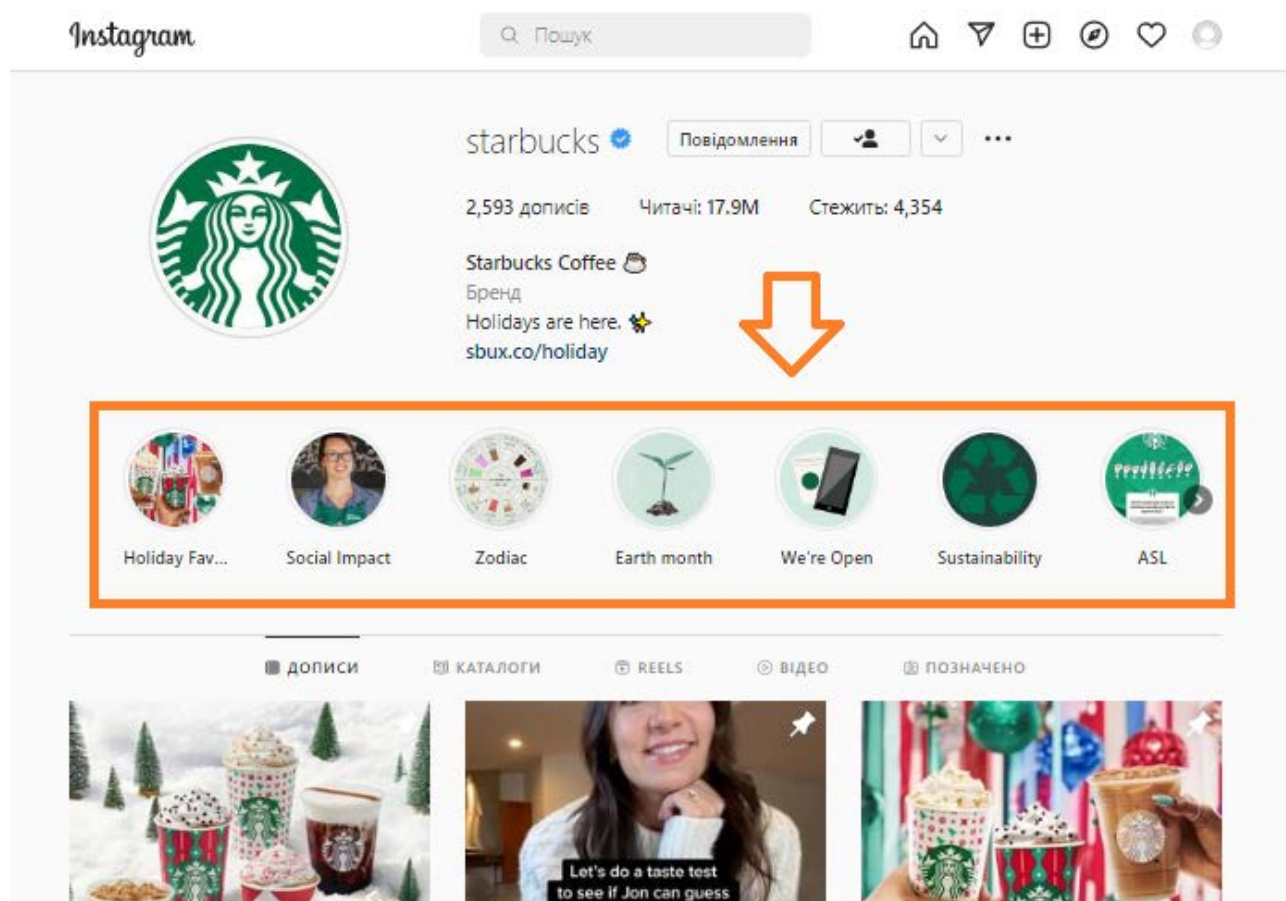 Instagram
Пошук
starbucks
Повідомлення
2,593 дописів Читачі: 17.9M Стежить: 4,354
Starbucks Coffee
Бренд
Holidays are here.
sbux.co/holiday
Holiday Fav... Social Impact Zodiac Earth month We're Open Sustainability ASL
ДОПИСИ КАТАЛОГИ REELS ВІДЕО ПОЗНАЧЕНО
Let's do a taste test
to see if Jon can guess